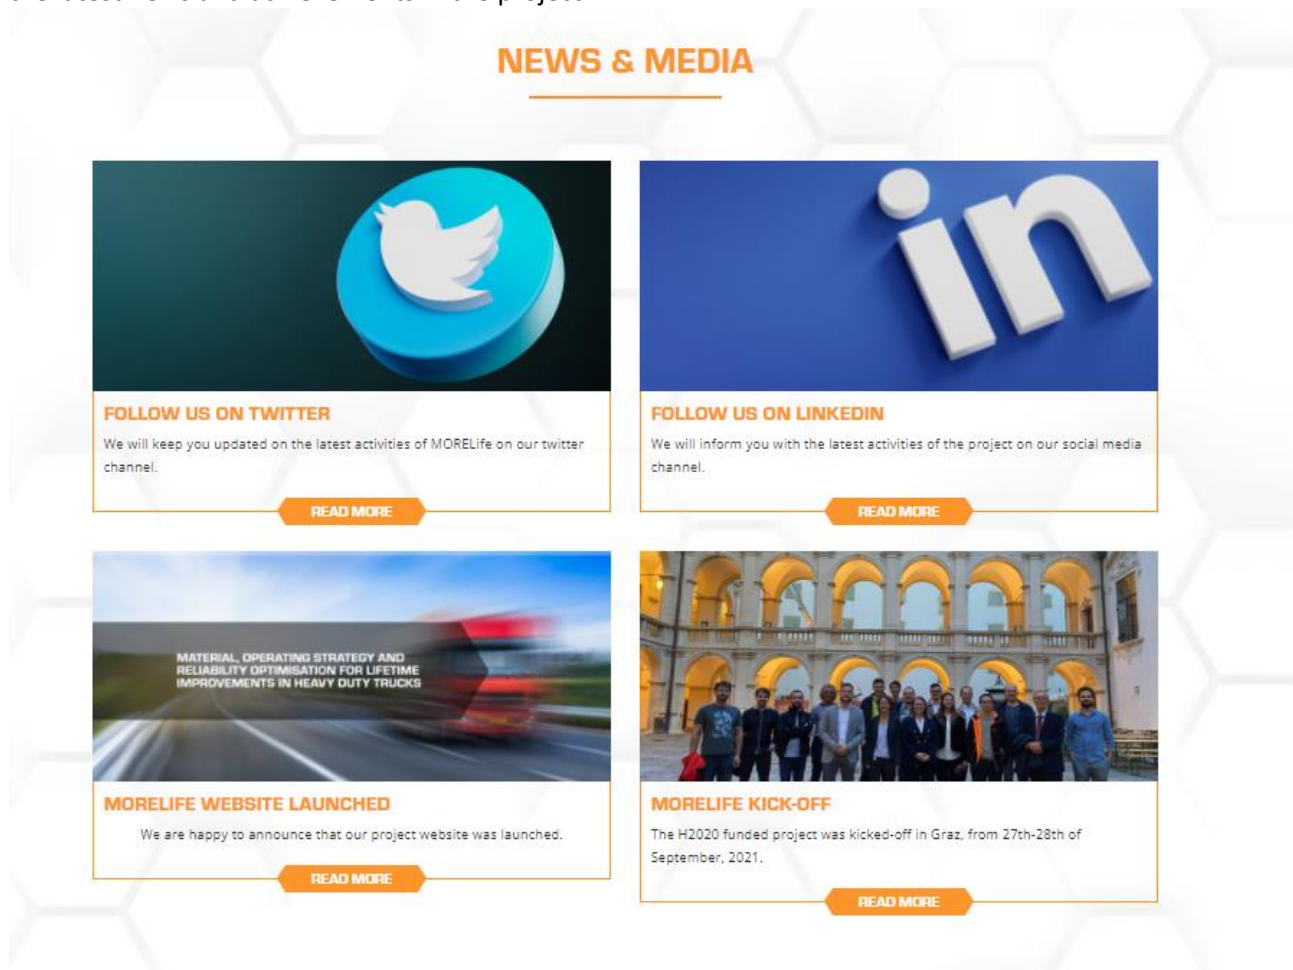 NEWS & MEDIA
in
FOLLOW US ON TWITTER
We will keep you updated on the latest activities of MORELife on our twitter
channel.
READ MORE
FOLLOW US ON LINKEDIN
We will inform you with the latest activities of the project on our social media
channel.
READ MORE
MATERIAL, OPERATING STRATEGY AND
RELIABILITY OPTIMISATION FOR LIFETIME
IMPROVEMENTS IN HEAVY DUTY TRUCKS
MORELIFE WEBSITE LAUNCHED
We are happy to announce that our project website was launched.
READ MORE
MORELIFE KICK-OFF
The H2020 funded project was kicked-off in Graz, from 27th-28th of
September, 2021.
READ MORE